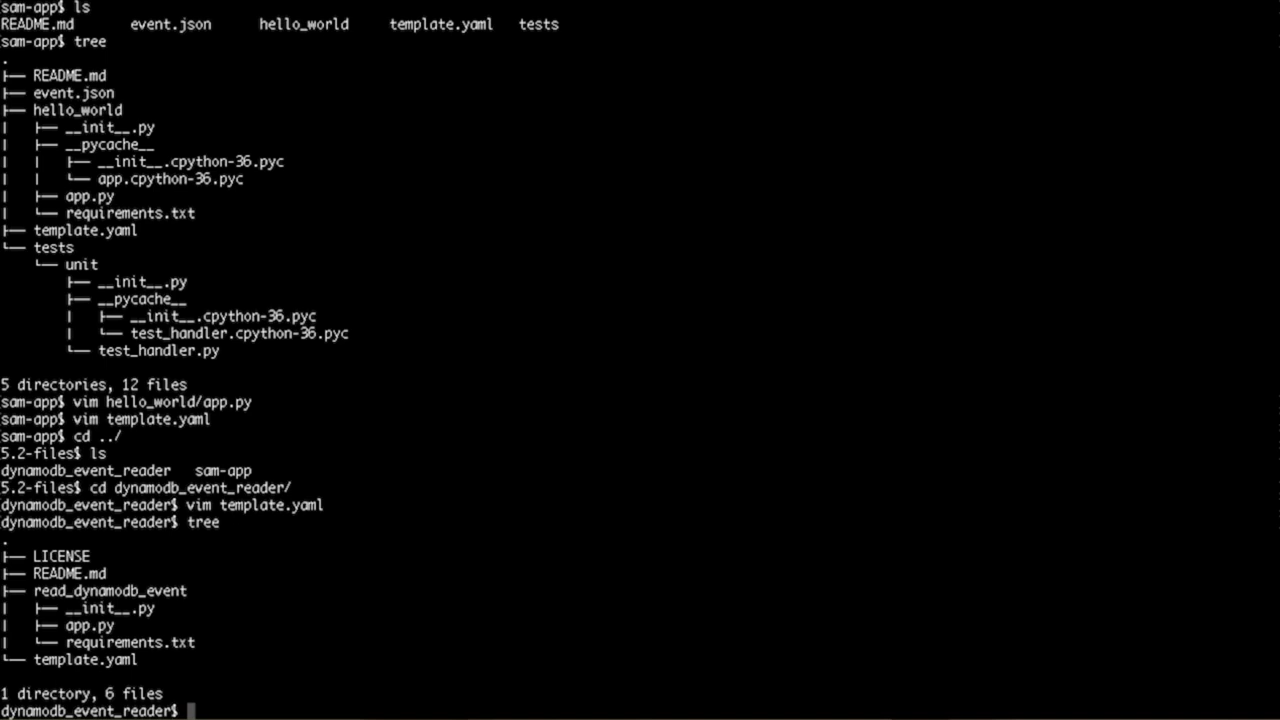 [sam-app$ ls
README.md       event.json      hello_world     template.yaml   tests
[sam-app$ tree
.
├── README.md
├── event.json
├── hello_world
│   ├── __init__.py
│   ├── __pycache__
│   │   ├── __init__.cpython-36.pyc
│   │   └── app.cpython-36.pyc
│   ├── app.py
│   └── requirements.txt
├── template.yaml
└── tests
    └── unit
        ├── __init__.py
        ├── __pycache__
        │   ├── __init__.cpython-36.pyc
        │   └── test_handler.cpython-36.pyc
        └── test_handler.py

5 directories, 12 files
[sam-app$ vim hello_world/app.py
[sam-app$ vim template.yaml
[sam-app$ cd ../
5.2-files$ ls
dynamodb_event_reader   sam-app
[5.2-files$ cd dynamodb_event_reader/
[dynamodb_event_reader$ vim template.yaml
[dynamodb_event_reader$ tree
.
├── LICENSE
├── README.md
├── read_dynamodb_event
│   ├── __init__.py
│   ├── app.py
│   └── requirements.txt
└── template.yaml

1 directory, 6 files
dynamodb_event_reader$